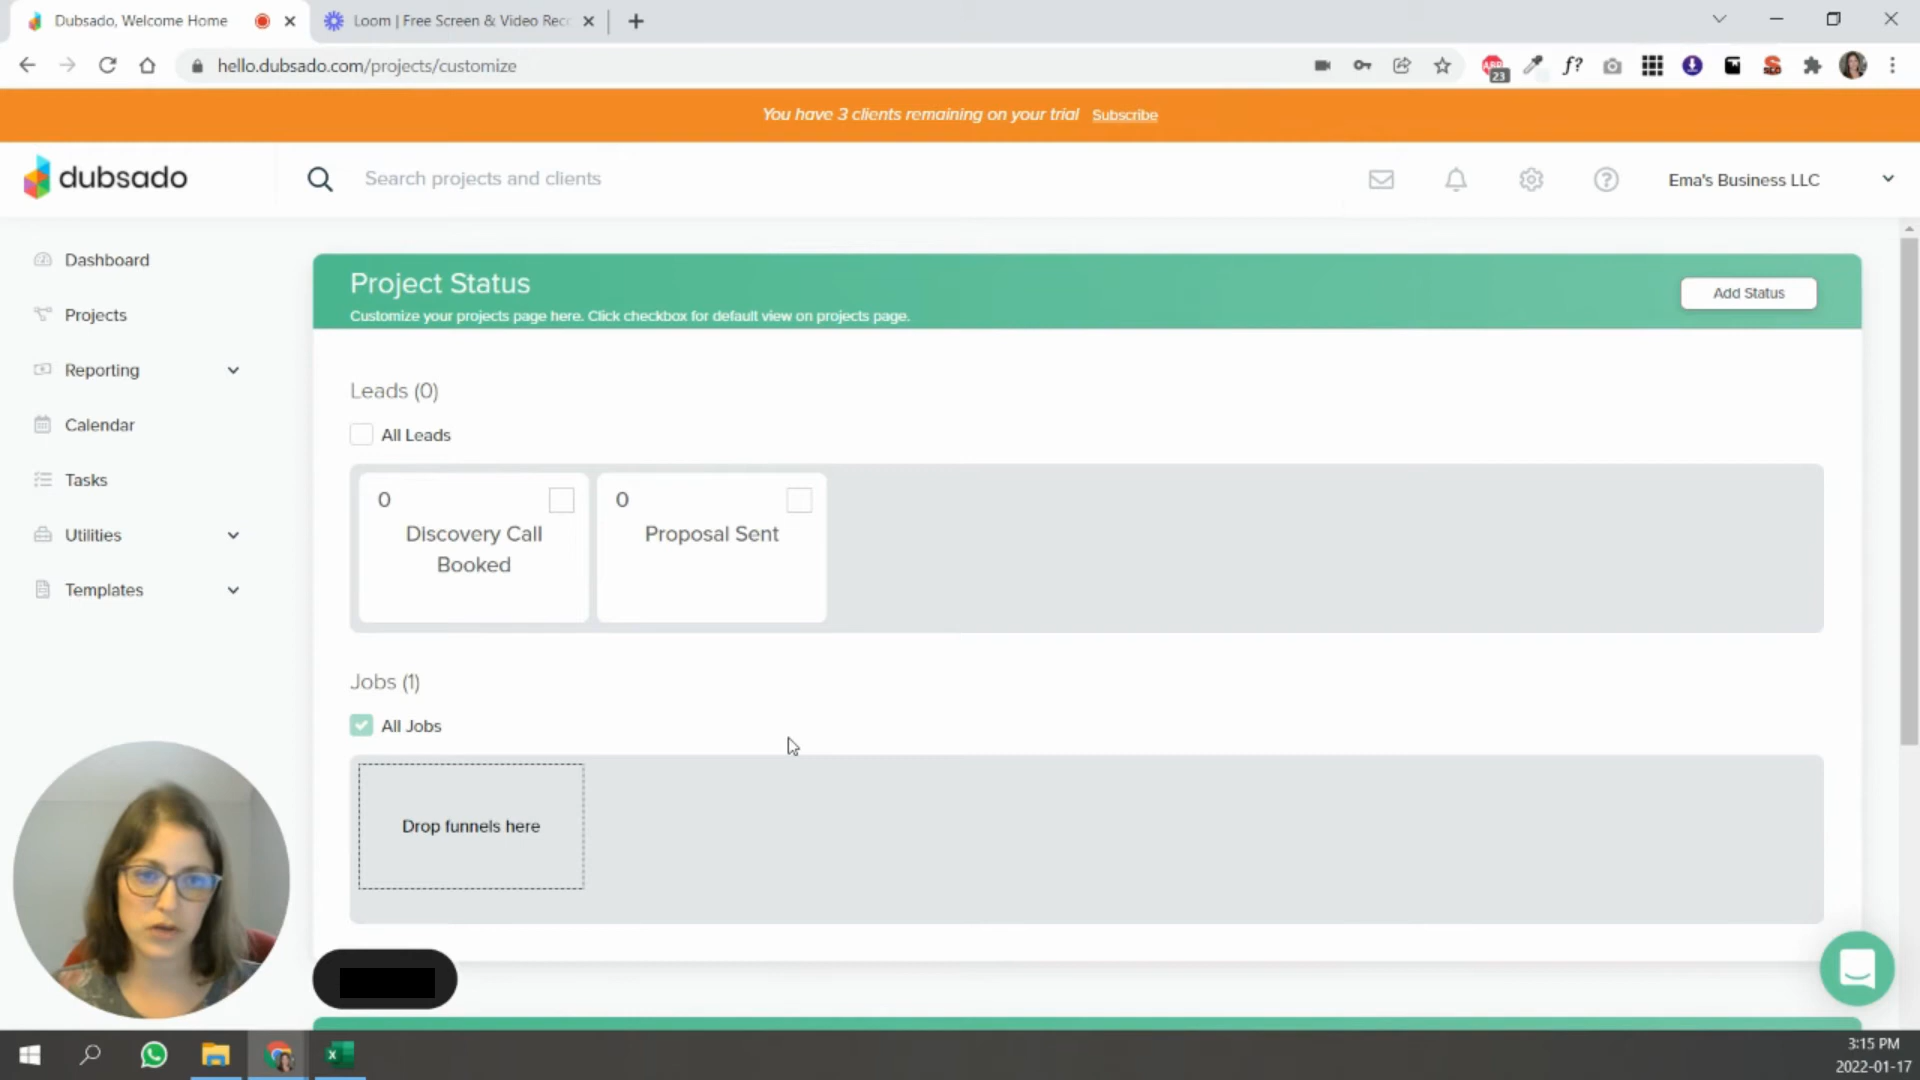 Dubsado, Welcome Home
Loom | Free Screen & Video Rec
hello.dubsado.com/projects/customize
23
f?
You have 3 clients remaining on your trial Subscribe
dubsado
Search projects and clients
Ema's Business LLC
Dashboard
Projects
Reporting
Calendar
Tasks
Utilities
Templates
Project Status
Customize your projects page here. Click checkbox for default view on projects page.
Add Status
Leads (0)
All Leads
0
Discovery Call
Booked
0
Proposal Sent
Jobs (1)
All Jobs
Drop funnels here
3:15 PM
2022-01-17